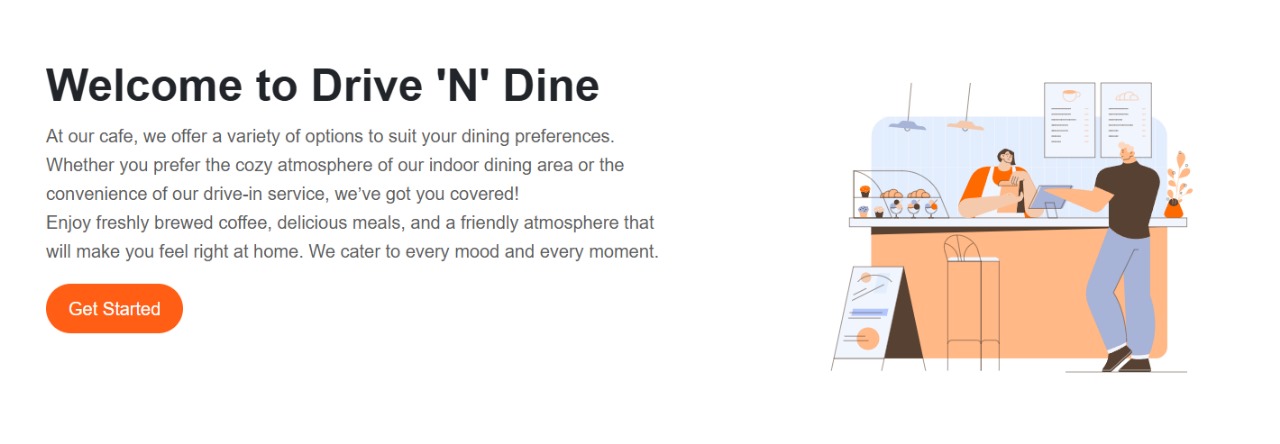 Welcome to Drive 'N' Dine
At our cafe, we offer a variety of options to suit your dining preferences.
Whether you prefer the cozy atmosphere of our indoor dining area or the
convenience of our drive-in service, we’ve got you covered!
Enjoy freshly brewed coffee, delicious meals, and a friendly atmosphere that
will make you feel right at home. We cater to every mood and every moment.
Get Started